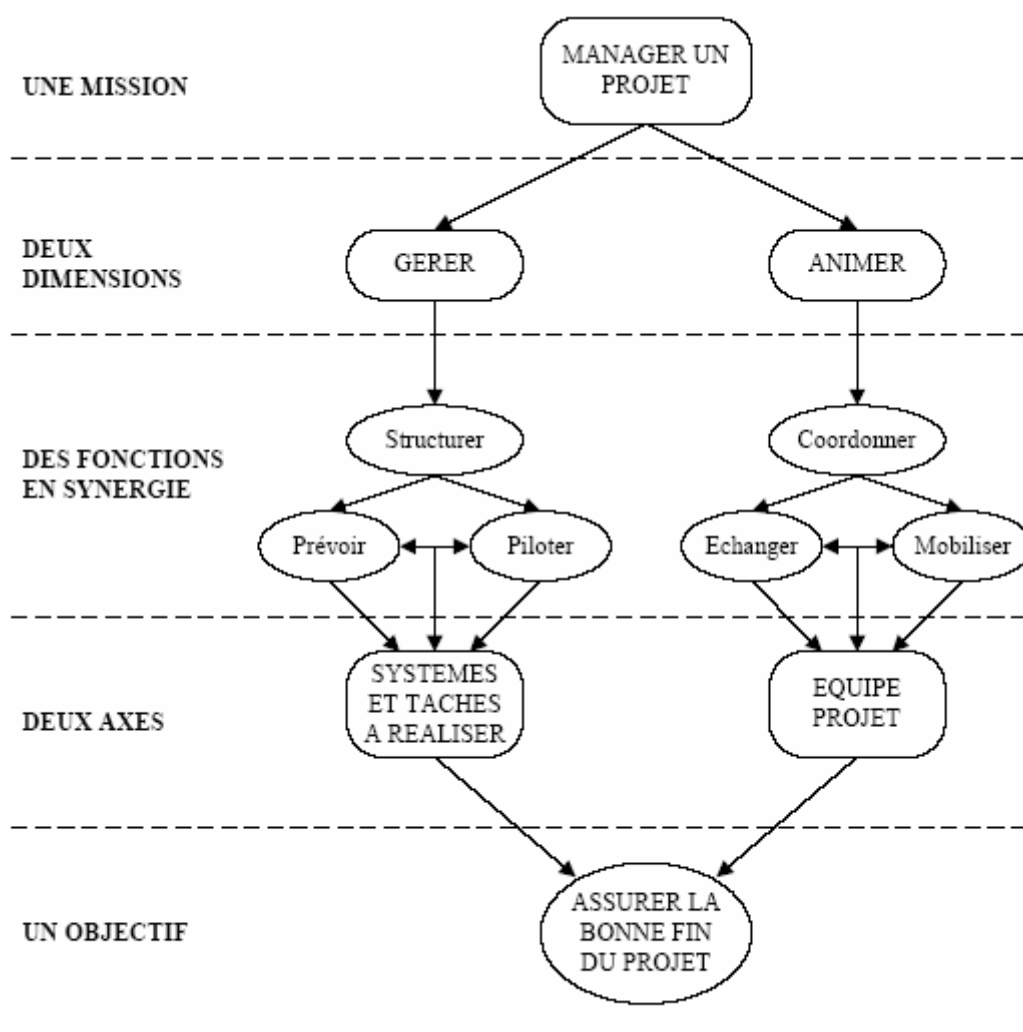 MANAGER UN
PROJET
UNE MISSION
DEUX
DIMENSIONS
GERER
ANIMER
DES FONCTIONS
EN SYNERGIE
Structurer
Coordonner
Prévoir
Piloter
Echanger
Mobiliser
DEUX AXES
SYSTEMES
ET TACHES
A REALISER
EQUIPE
PROJET
UN OBJECTIF
ASSURER LA
BONNE FIN
DU PROJET